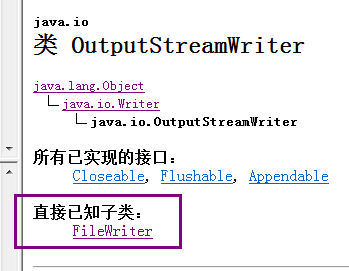 java.io
类 OutputStreamWriter
java.lang.Object
java.io.Writer
java.io.OutputStreamWriter
所有已实现的接口：
Closeable, Flushable, Appendable
直接已知子类：
FileWriter